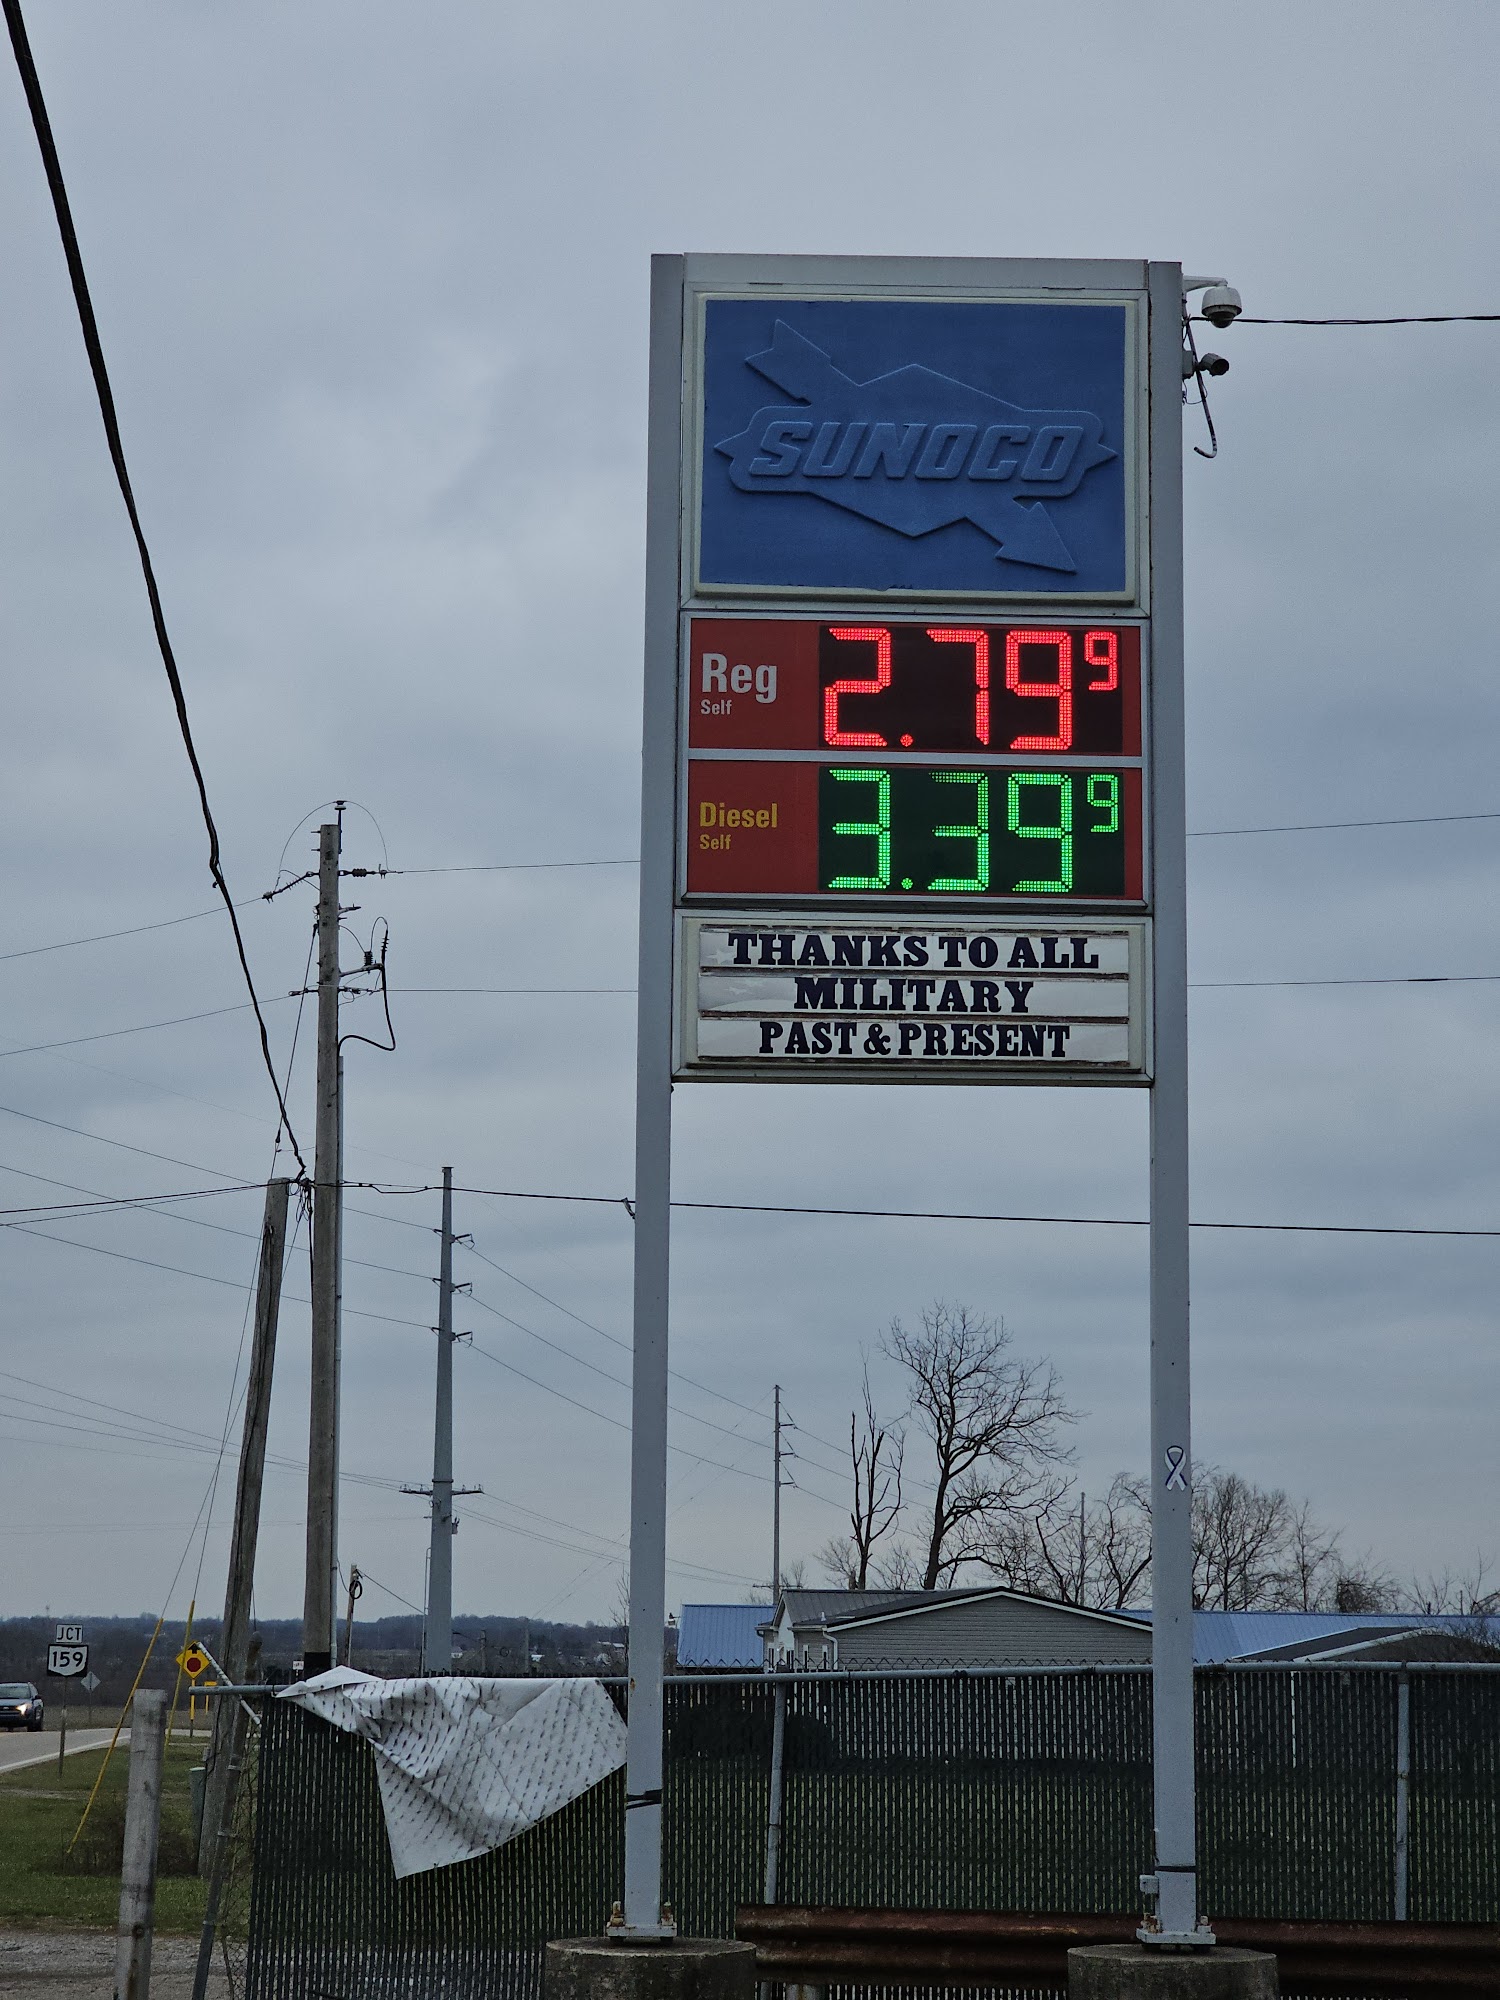 SUNOCO
Reg
Self
2.79 9
Diesel
Self
3.39 9
THANKS TO ALL
MILITARY
PAST & PRESENT
JCT
159